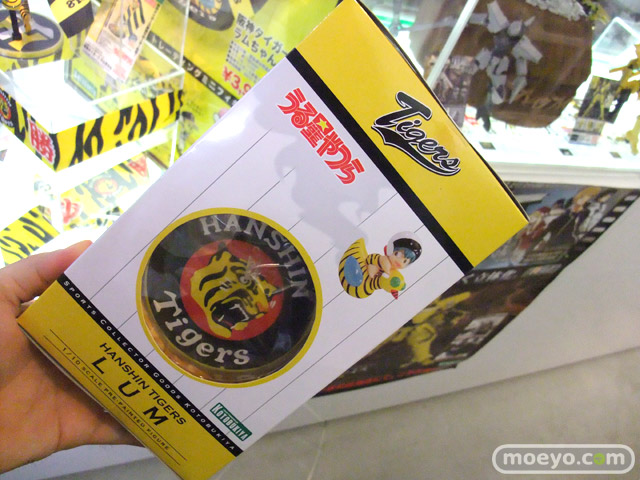 Tigers
うる星やつら
HANSHIN
Tigers
SPORTS COLLECTOR GOODS KOTOBUKIYA
HANSHIN TIGERS
LUM
1/10 SCALE PRE-PAINTED FIGURE
KOTOBUKIYA
阪神タイガ
ラムちゃん
moeyo.com